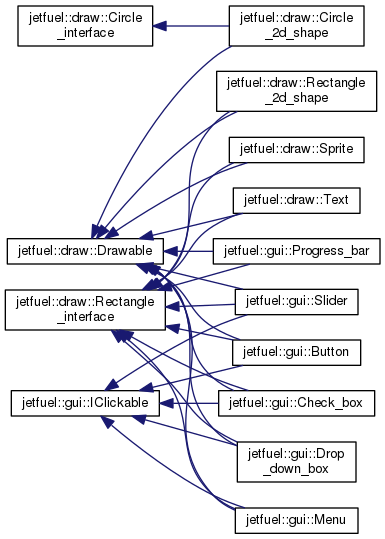 jetfuel::draw::Circle
_interface
jetfuel::draw::Circle
_2d_shape
jetfuel::draw::Rectangle
_2d_shape
jetfuel::draw::Sprite
jetfuel::draw::Text
jetfuel::draw::Drawable
jetfuel::gui::Progress_bar
jetfuel::draw::Rectangle
_interface
jetfuel::gui::Slider
jetfuel::gui::Button
jetfuel::gui::IClickable
jetfuel::gui::Check_box
jetfuel::gui::Drop
_down_box
jetfuel::gui::Menu